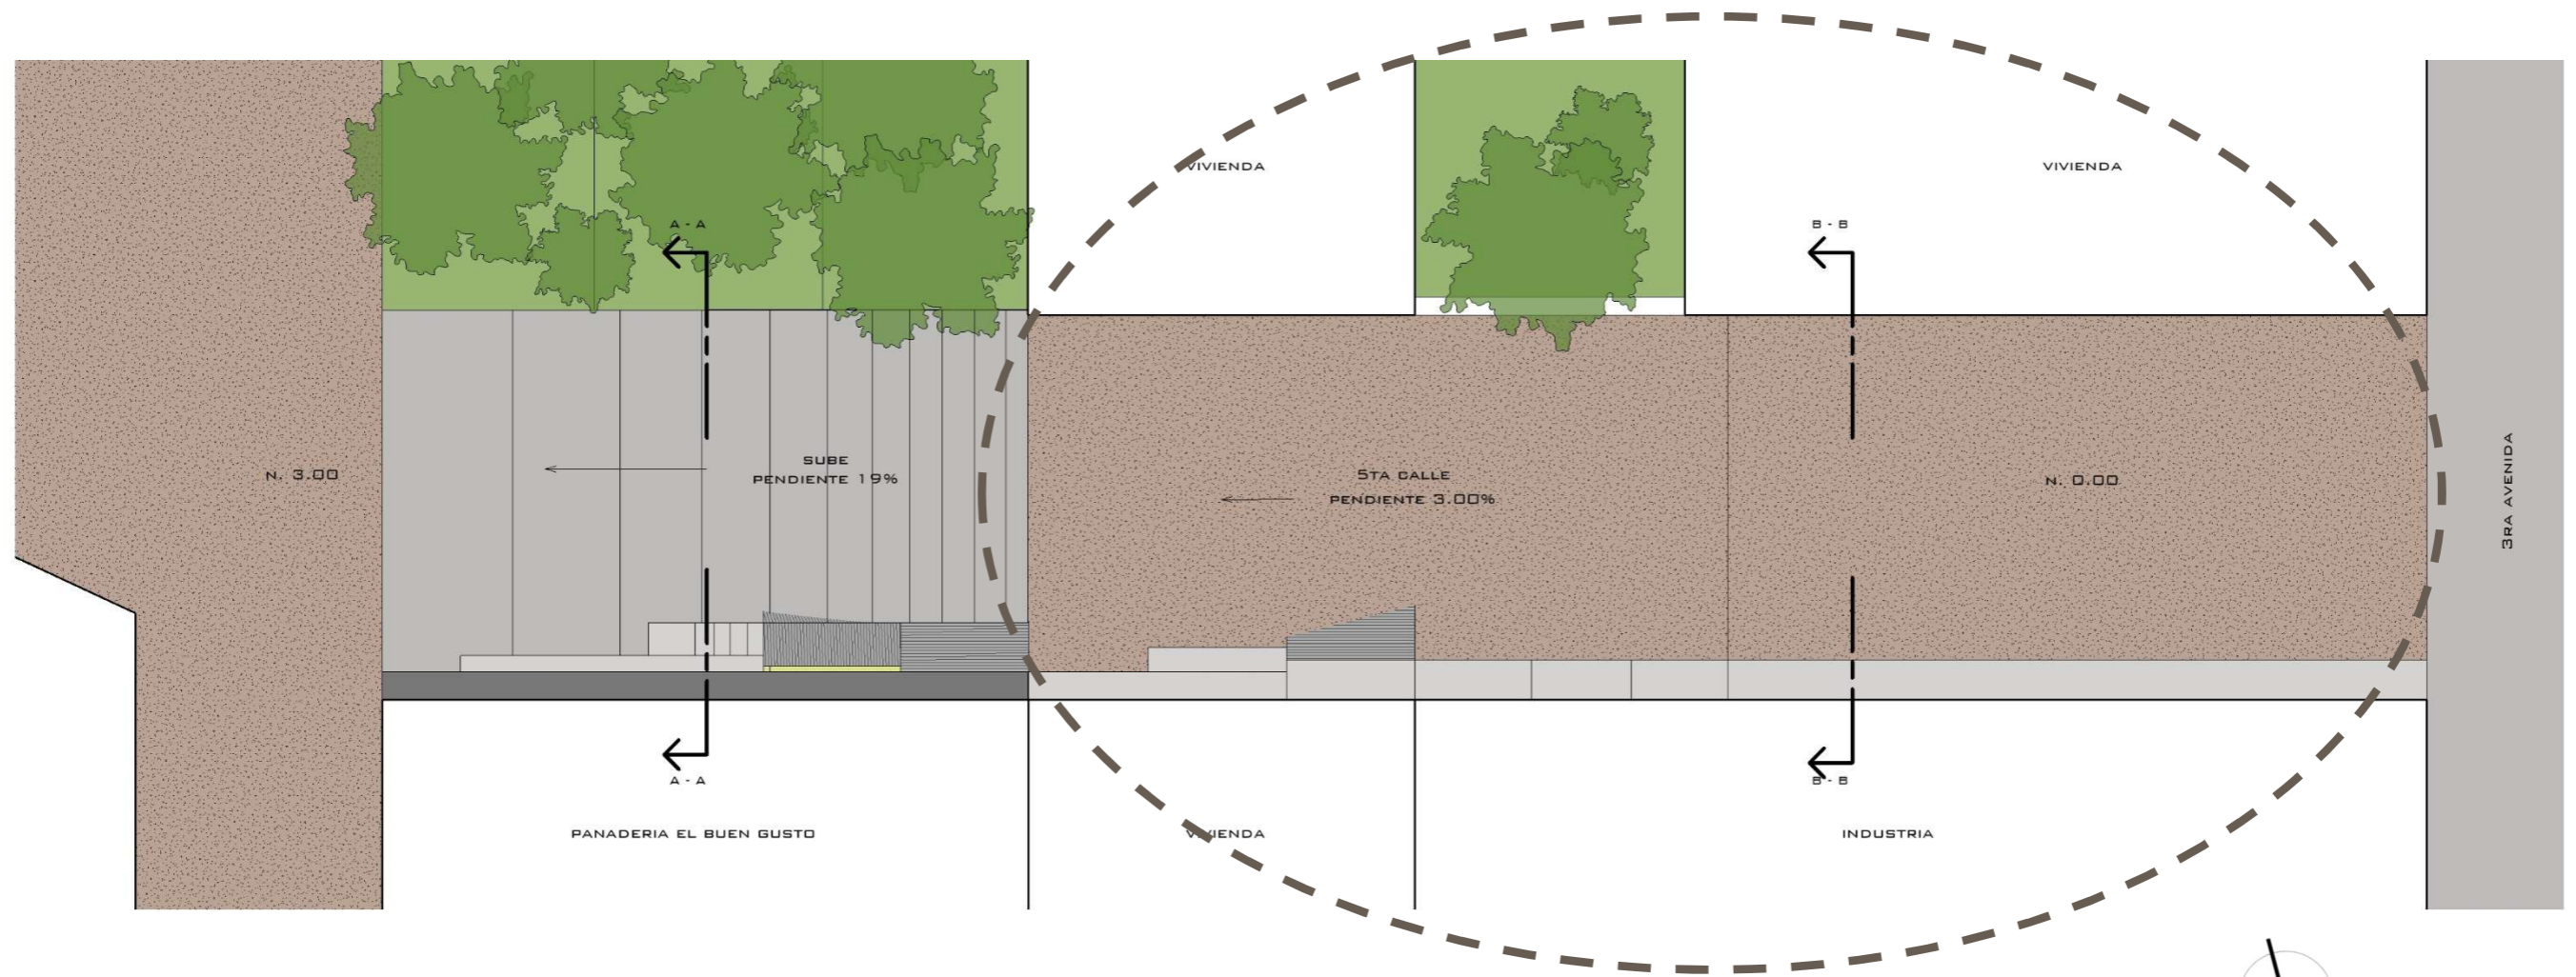 VIVIENDA
VIVIENDA
A - A
B - B
SUBE
PENDIENTE 19%
N. 3.00
5TA CALLE
PENDIENTE 3.00%
N. 0.00
3RA AVENIDA
A - A
B - B
PANADERIA EL BUEN GUSTO
VIVIENDA
INDUSTRIA